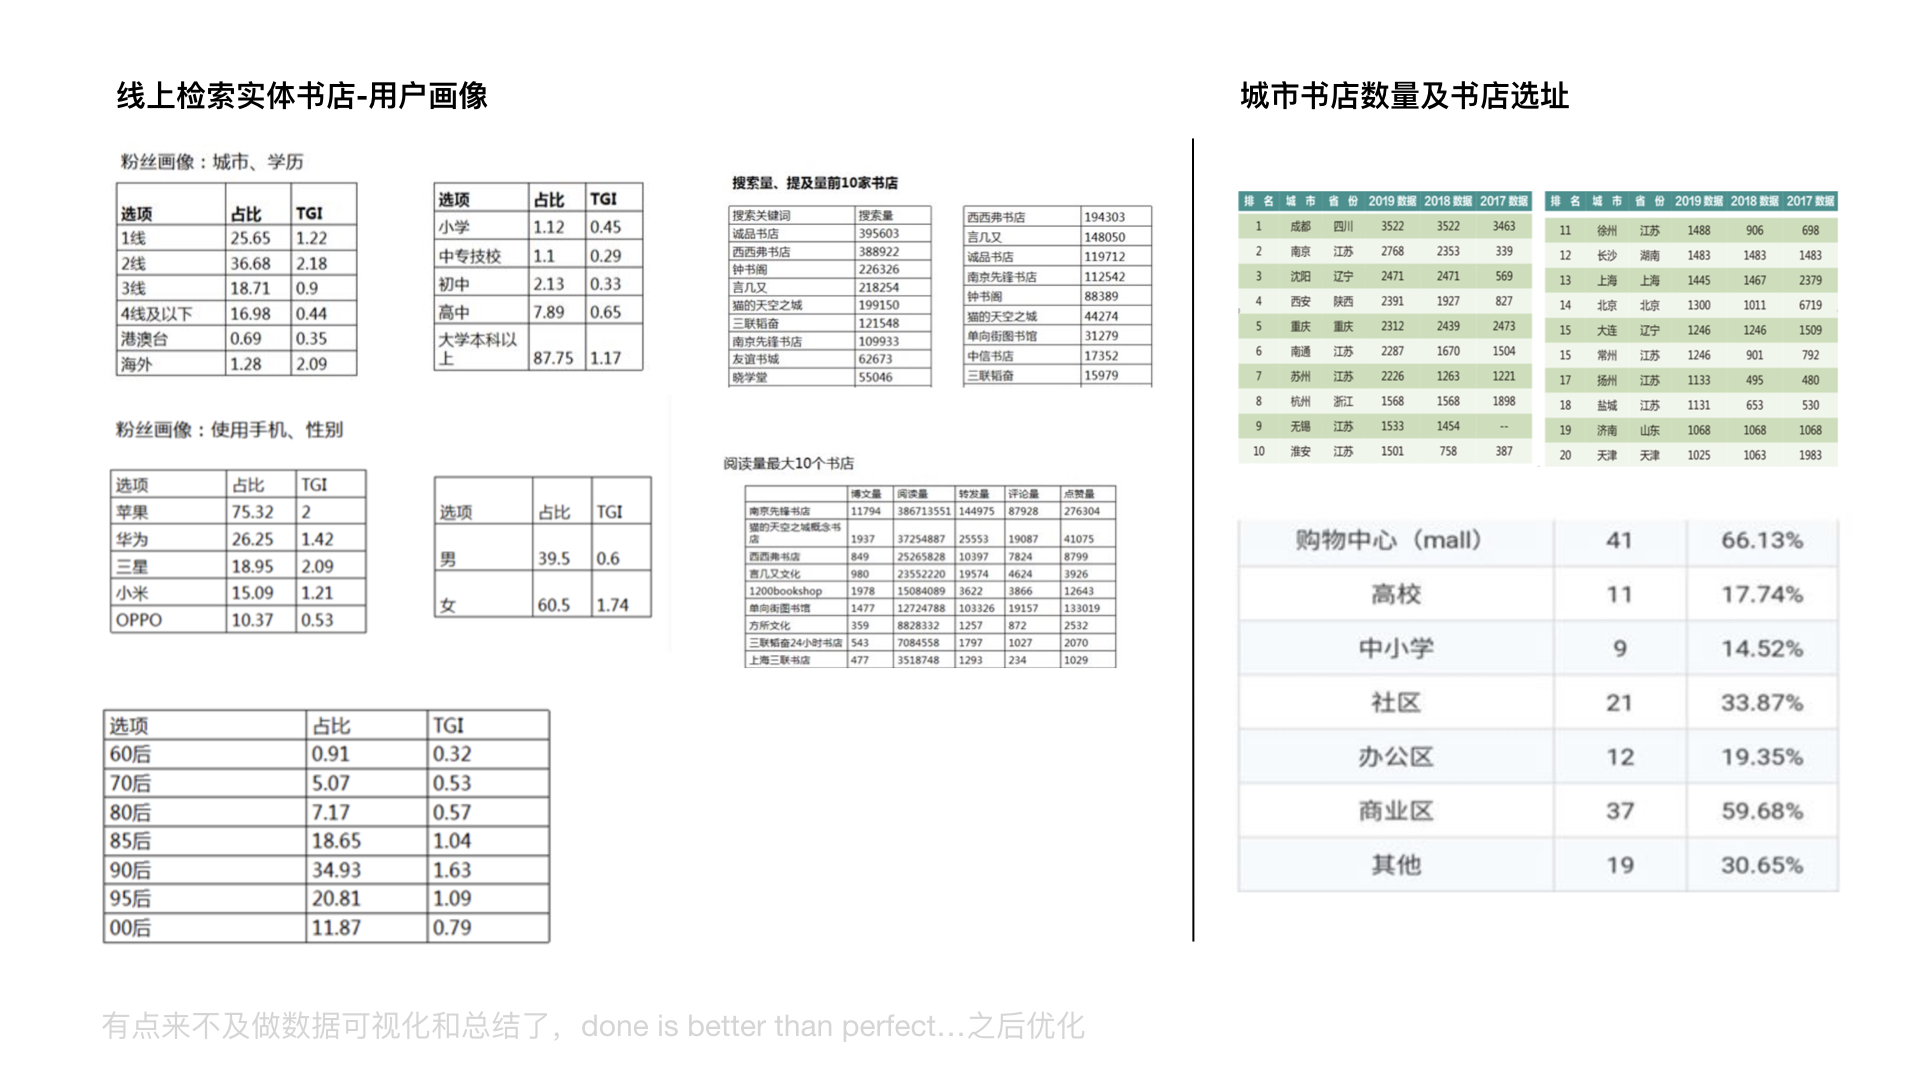 线上检索实体书店-用户画像
粉丝画像：城市、学历
选项 占比 TGI
1线 25.65 1.22
2线 36.68 2.18
3线 18.71 0.9
4线及以下 16.98 0.44
港澳台 0.69 0.35
海外 1.28 2.09
选项 占比 TGI
小学 1.12 0.45
中专技校 1.1 0.29
初中 2.13 0.33
高中 7.89 0.65
大学本科以
上 87.75 1.17
粉丝画像：使用手机、性别
选项 占比 TGI
苹果 75.32 2
华为 26.25 1.42
三星 18.95 2.09
小米 15.09 1.21
OPPO 10.37 0.53
选项 占比 TGI
男 39.5 0.6
女 60.5 1.74
选项 占比 TGI
60后 0.91 0.32
70后 5.07 0.53
80后 7.17 0.57
85后 18.65 1.04
90后 34.93 1.63
95后 20.81 1.09
00后 11.87 0.79
搜索量、提及量前10家书店
搜索关键词 搜索量
诚品书店 395603
西西弗书店 388922
钟书阁 226326
言几又 218254
猫的天空之城 199150
三联韬奋 121548
南京先锋书店 109933
友谊书城 62673
晓学堂 55046
西西弗书店 194303
言几又 148050
诚品书店 119712
南京先锋书店 112542
钟书阁 88389
猫的天空之城 44274
单向街图书馆 31279
中信书店 17352
三联韬奋 15979
阅读量最大10个书店
博文量 阅读量 转发量 评论量 点赞量
南京先锋书店 11794 386713551 144975 87928 276304
猫的天空之城概念书
店 1937 37254887 25553 19087 41075
西西弗书店 849 25265828 10397 7824 8799
言几又文化 980 23552220 19574 4624 3926
1200bookshop 1978 15084089 3622 3866 12643
单向街图书馆 1477 12724788 103326 19157 133019
方所文化 359 8828332 1257 872 2532
三联韬奋24小时书店 543 7084558 1797 1027 2070
上海三联书店 477 3518748 1293 234 1029
城市书店数量及书店选址
排 名 城 市 省 份 2019数据 2018数据 2017数据
1 成都 四川 3522 3522 3463
2 南京 江苏 2768 2353 339
3 沈阳 辽宁 2471 2471 569
4 西安 陕西 2391 1927 827
5 重庆 重庆 2312 2439 2473
6 南通 江苏 2287 1670 1504
7 苏州 江苏 2226 1263 1221
8 杭州 浙江 1568 1568 1898
9 无锡 江苏 1533 1454 --
10 淮安 江苏 1501 758 387
排 名 城 市 省 份 2019数据 2018数据 2017数据
11 徐州 江苏 1488 906 698
12 长沙 湖南 1483 1483 1483
13 上海 上海 1445 1467 2379
14 北京 北京 1300 1011 6719
15 大连 辽宁 1246 1246 1509
15 常州 江苏 1246 901 792
17 扬州 江苏 1133 495 480
18 盐城 江苏 1131 653 530
19 济南 山东 1068 1068 1068
20 天津 天津 1025 1063 1983
购物中心（mall） 41 66.13%
高校 11 17.74%
中小学 9 14.52%
社区 21 33.87%
办公区 12 19.35%
商业区 37 59.68%
其他 19 30.65%
有点来不及做数据可视化和总结了，done is better than perfect...之后优化